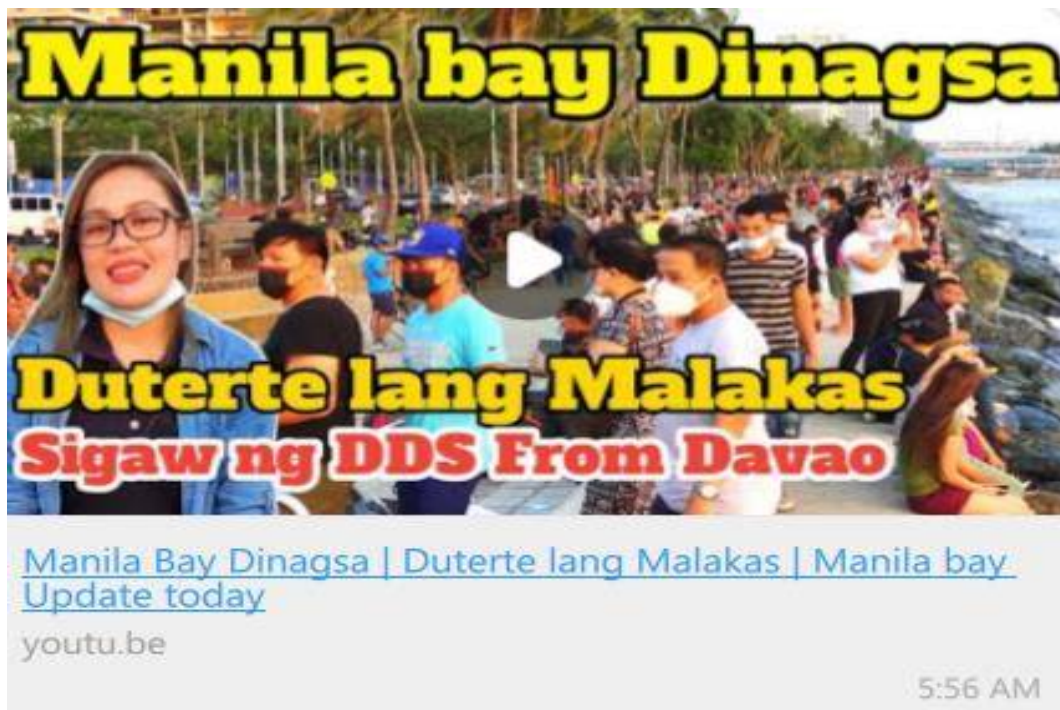 Manila bay Dinagsa
Duterte lang Malakas
Sigaw ng DDS From Davao
Manila Bay Dinagsa | Duterte lang Malakas | Manila bay
Update today
youtu.be
5:56 AM